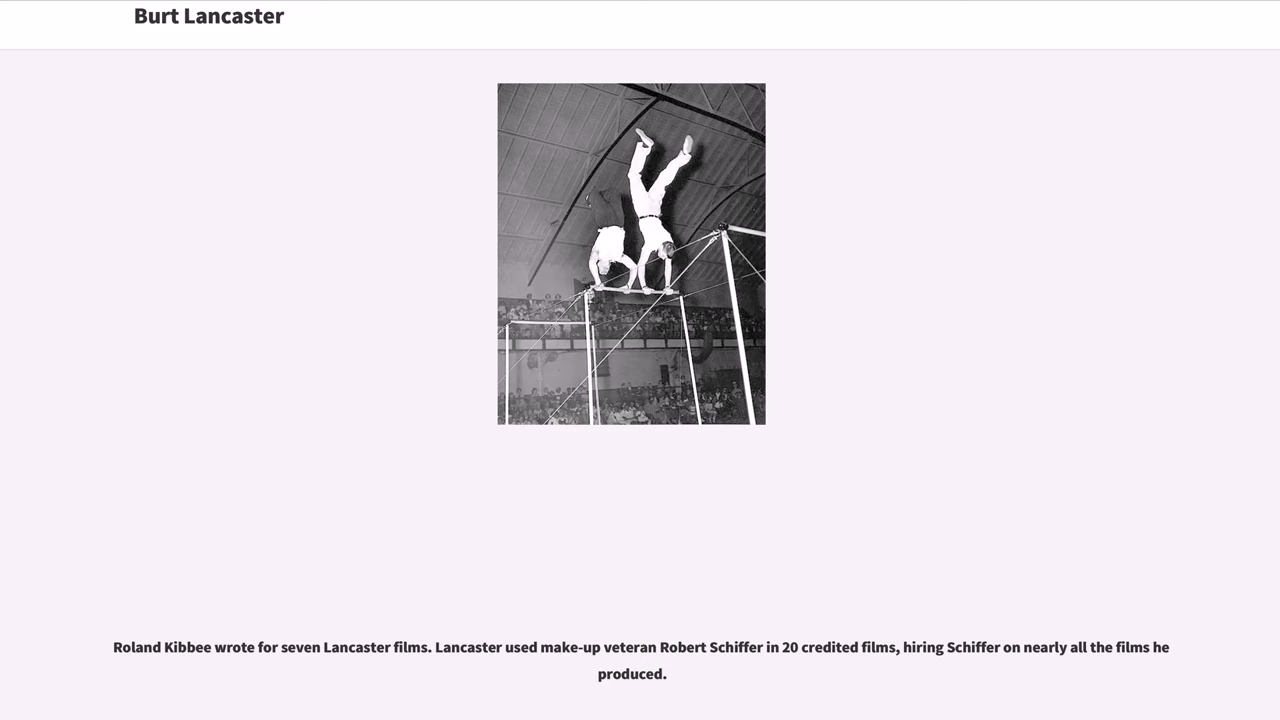 Burt Lancaster
Roland Kibbee wrote for seven Lancaster films. Lancaster used make-up veteran Robert Schiffer in 20 credited films, hiring Schiffer on nearly all the films he
produced.